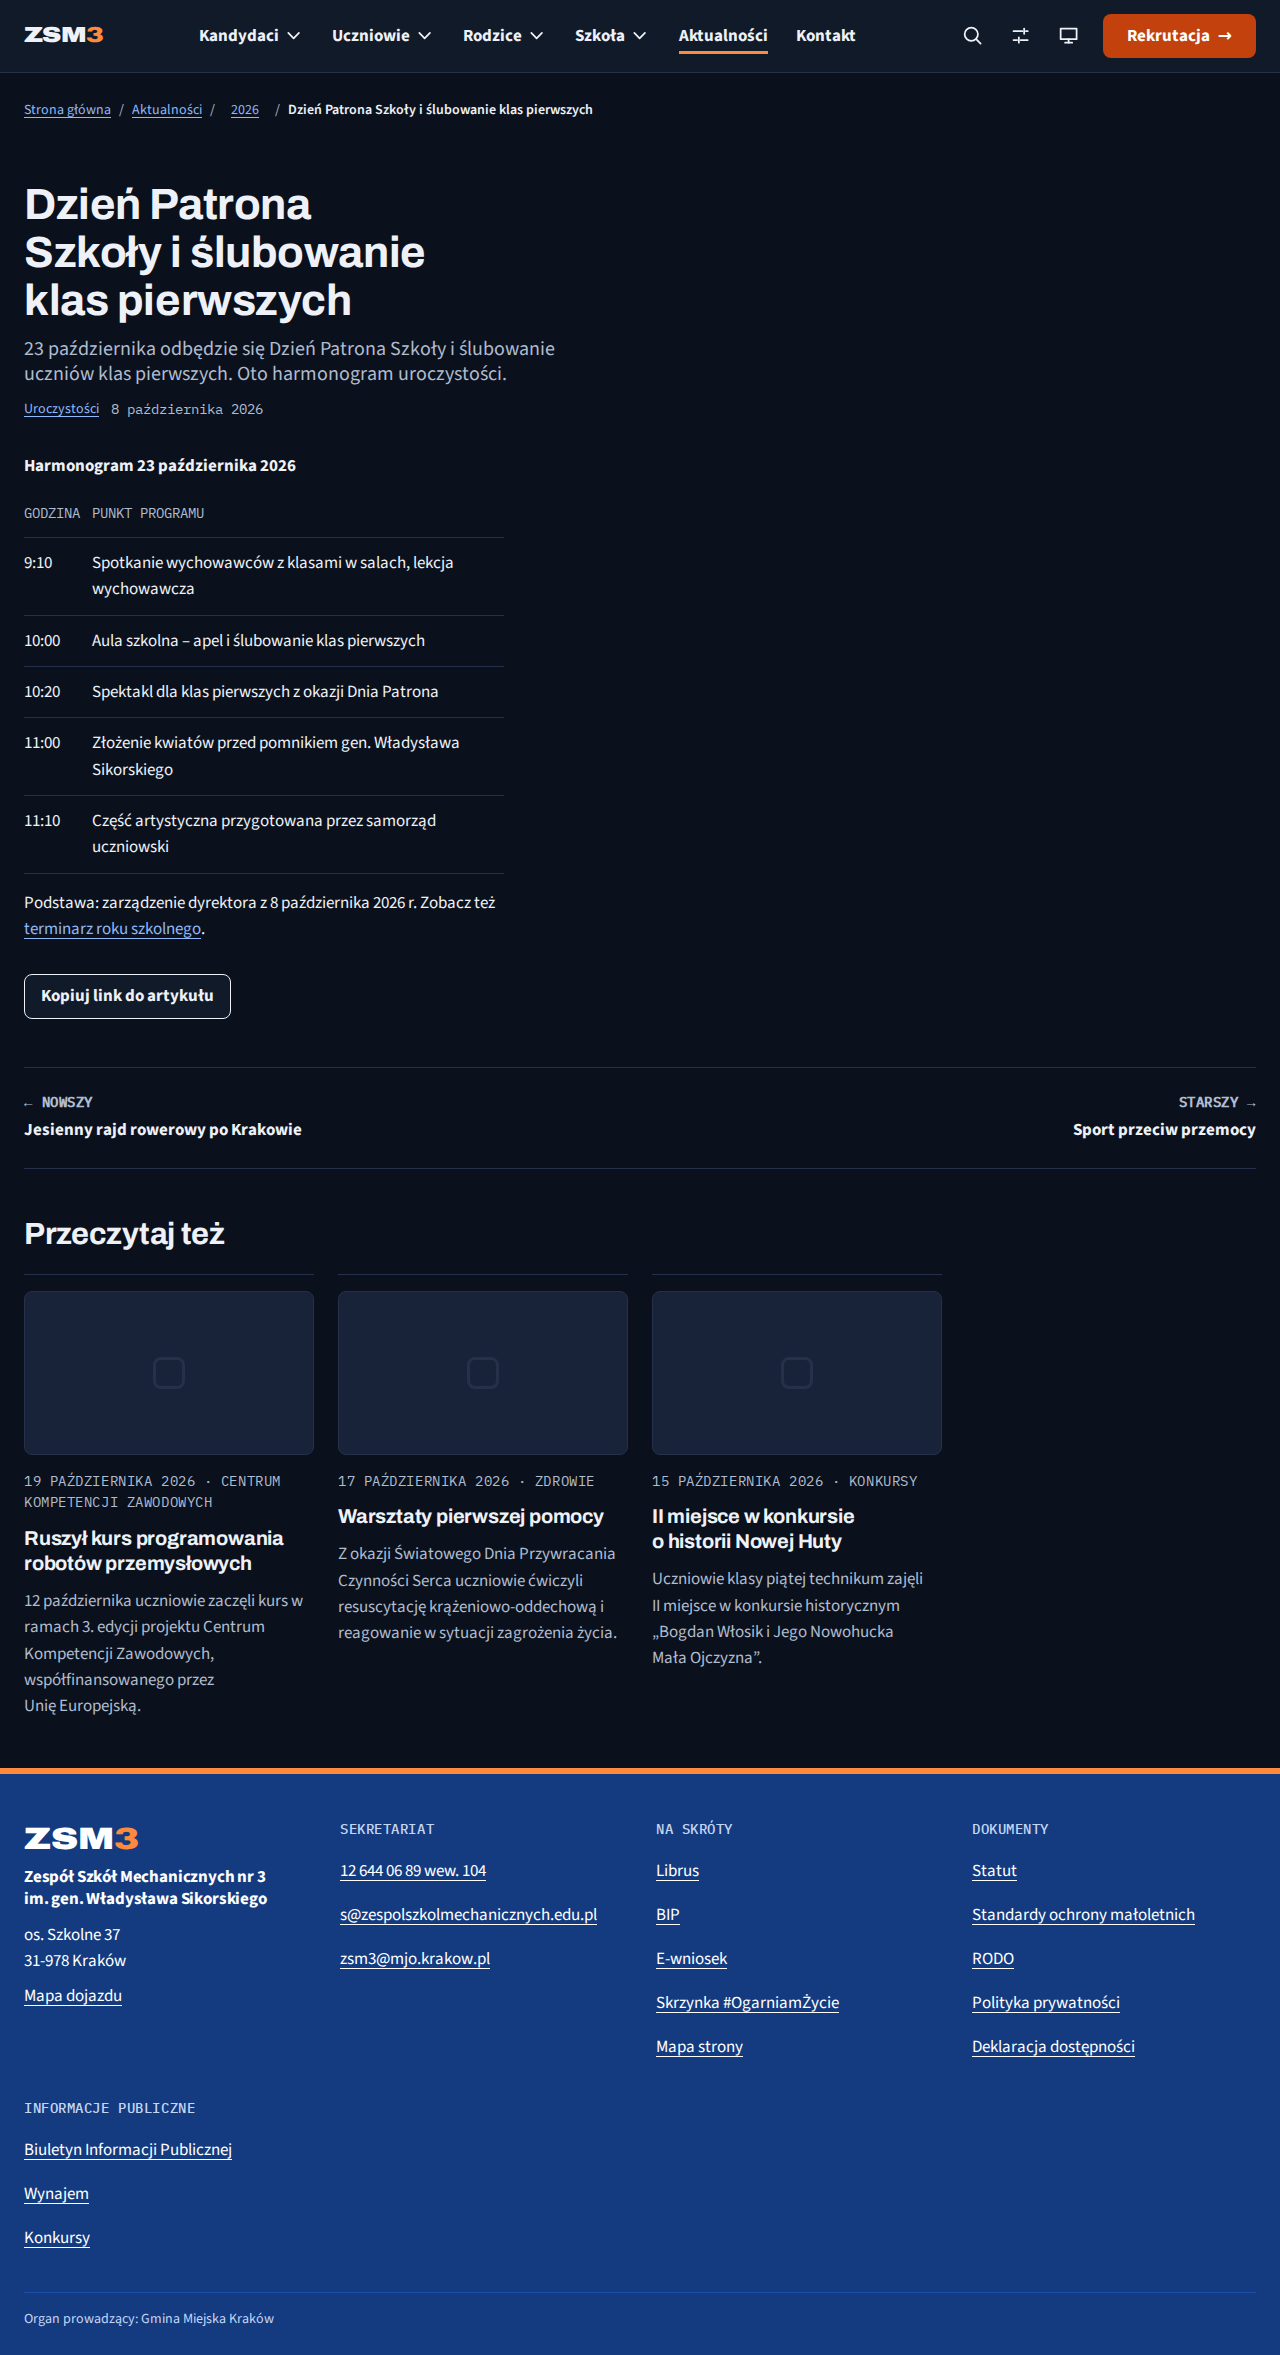 ZSM3
Kandydaci
Uczniowie
Rodzice
Szkoła
Aktualności
Kontakt
Rekrutacja →
Strona główna / Aktualności / 2026 / Dzień Patrona Szkoły i ślubowanie klas pierwszych
Dzień Patrona
Szkoły i ślubowanie
klas pierwszych
23 października odbędzie się Dzień Patrona Szkoły i ślubowanie
uczniów klas pierwszych. Oto harmonogram uroczystości.
Uroczystości 8 października 2026
Harmonogram 23 października 2026
GODZINA PUNKT PROGRAMU
9:10 Spotkanie wychowawców z klasami w salach, lekcja
wychowawcza
10:00 Aula szkolna – apel i ślubowanie klas pierwszych
10:20 Spektakl dla klas pierwszych z okazji Dnia Patrona
11:00 Złożenie kwiatów przed pomnikiem gen. Władysława
Sikorskiego
11:10 Część artystyczna przygotowana przez samorząd
uczniowski
Podstawa: zarządzenie dyrektora z 8 października 2026 r. Zobacz też
terminarz roku szkolnego.
Kopiuj link do artykułu
← NOWSZY
Jesienny rajd rowerowy po Krakowie
STARSZY →
Sport przeciw przemocy
Przeczytaj też
19 PAŹDZIERNIKA 2026 · CENTRUM
KOMPETENCJI ZAWODOWYCH
Ruszył kurs programowania
robotów przemysłowych
12 października uczniowie zaczęli kurs w
ramach 3. edycji projektu Centrum
Kompetencji Zawodowych,
współfinansowanego przez
Unię Europejską.
17 PAŹDZIERNIKA 2026 · ZDROWIE
Warsztaty pierwszej pomocy
Z okazji Światowego Dnia Przywracania
Czynności Serca uczniowie ćwiczyli
resuscytację krążeniowo-oddechową i
reagowanie w sytuacji zagrożenia życia.
15 PAŹDZIERNIKA 2026 · KONKURSY
II miejsce w konkursie
o historii Nowej Huty
Uczniowie klasy piątej technikum zajęli
II miejsce w konkursie historycznym
„Bogdan Włosik i Jego Nowohucka
Mała Ojczyzna”.
ZSM3
Zespół Szkół Mechanicznych nr 3
im. gen. Władysława Sikorskiego
os. Szkolne 37
31-978 Kraków
Mapa dojazdu
SEKRETARIAT
12 644 06 89 wew. 104
s@zespolszkolmechanicznych.edu.pl
zsm3@mjo.krakow.pl
NA SKRÓTY
Librus
BIP
E-wniosek
Skrzynka #OgarniamŻycie
Mapa strony
DOKUMENTY
Statut
Standardy ochrony małoletnich
RODO
Polityka prywatności
Deklaracja dostępności
INFORMACJE PUBLICZNE
Biuletyn Informacji Publicznej
Wynajem
Konkursy
Organ prowadzący: Gmina Miejska Kraków